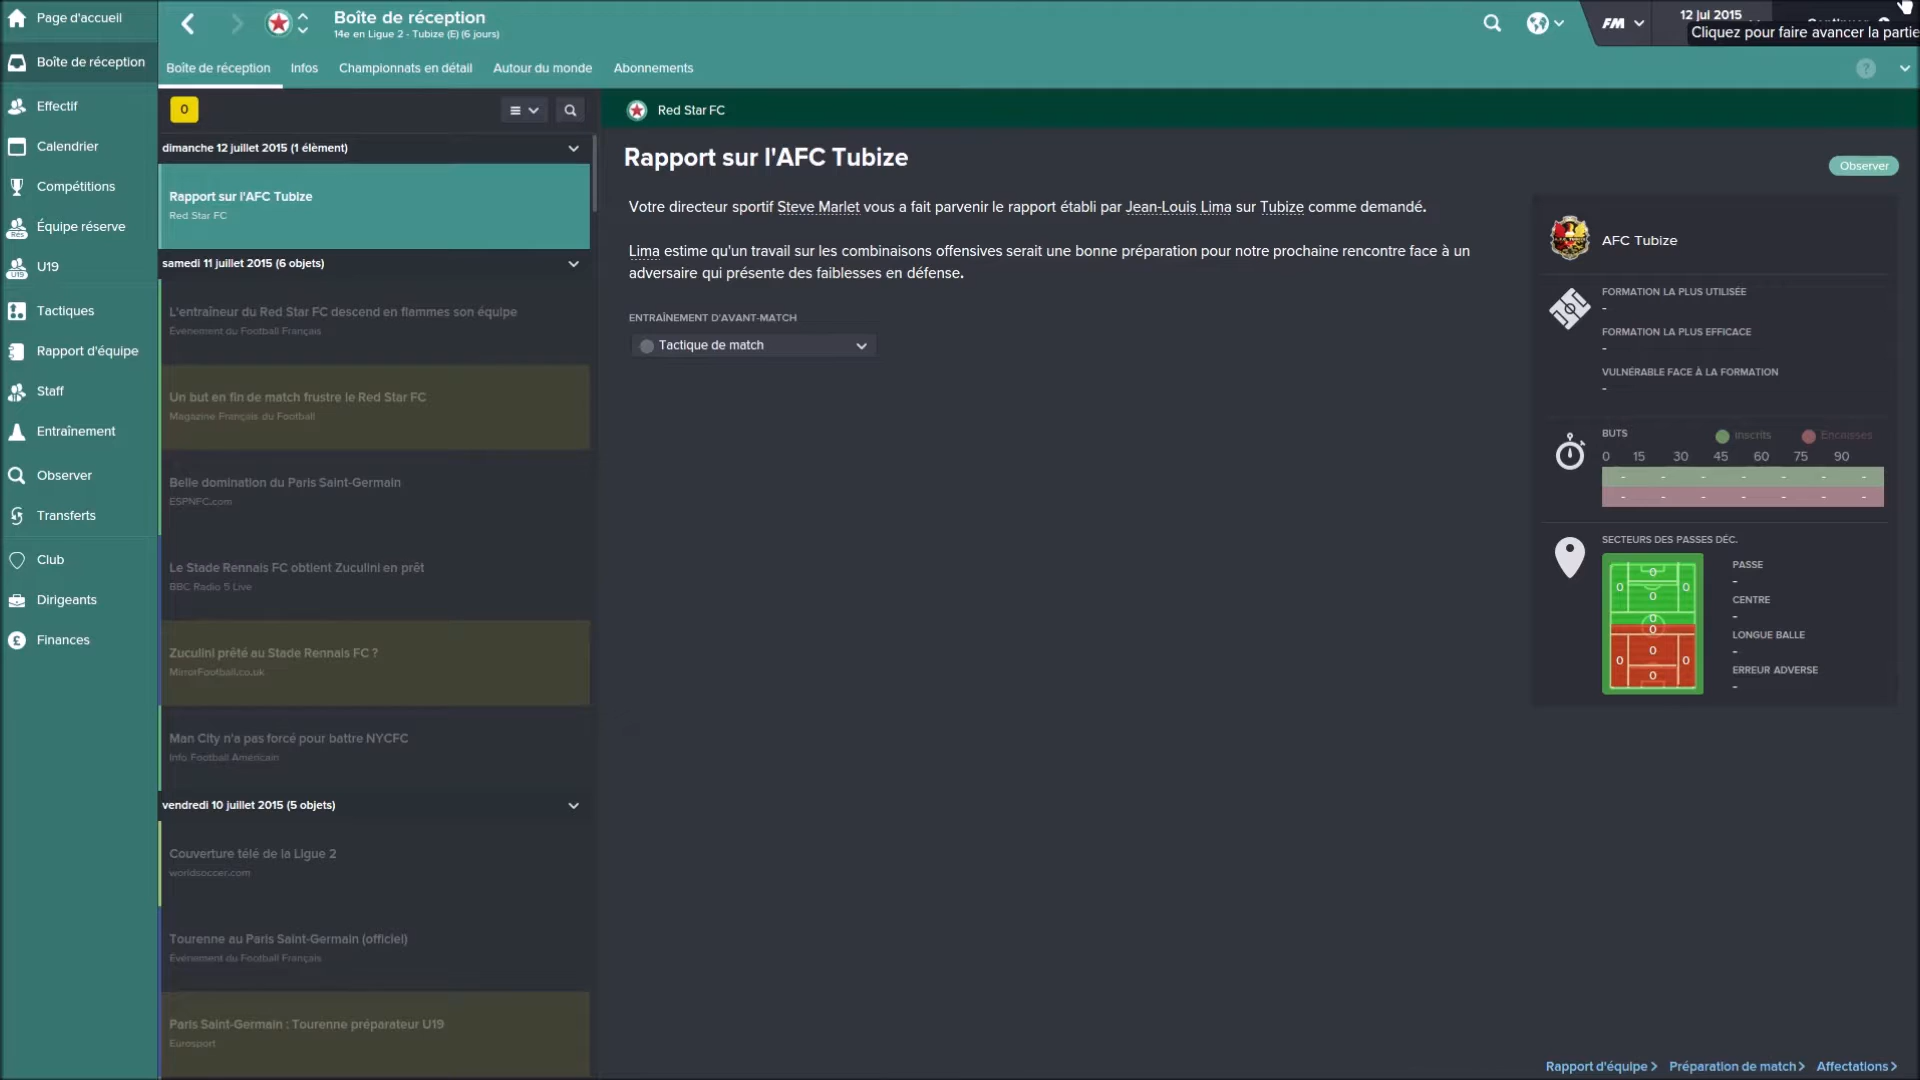 Page d'accueil
Boîte de réception
Effectif
Calendrier
Compétitions
Équipe réserve
U19
Tactiques
Rapport d'équipe
Staff
Entraînement
Observer
Transferts
Club
Dirigeants
Finances
Boîte de réception
14e en Ligue 2 - Tubize (E) (6 jours)
FM
12 jui 2015
Cliquez pour faire avancer la partie
Boîte de réception Infos Championnats en détail Autour du monde Abonnements
?
0
dimanche 12 juillet 2015 (1 élément)
Rapport sur l'AFC Tubize
Red Star FC
samedi 11 juillet 2015 (6 objets)
L'entraîneur du Red Star FC descend en flammes son équipe
Événement du Football Français
Un but en fin de match frustre le Red Star FC
Magazine Français du Football
Belle domination du Paris Saint-Germain
ESPNFC.com
Le Stade Rennais FC obtient Zuculini en prêt
BBC Radio 5 Live
Zuculini prêté au Stade Rennais FC ?
MirrorFootball.co.uk
Man City n'a pas forcé pour battre NYCFC
Info Football Américain
vendredi 10 juillet 2015 (5 objets)
Couverture télé de la Ligue 2
worldsoccer.com
Tourenne au Paris Saint-Germain (officiel)
Événement du Football Français
Paris Saint-Germain : Tourenne préparateur U19
Eurosport
Red Star FC
Rapport sur l'AFC Tubize
Observer
Votre directeur sportif Steve Marlet vous a fait parvenir le rapport établi par Jean-Louis Lima sur Tubize comme demandé.
Lima estime qu'un travail sur les combinaisons offensives serait une bonne préparation pour notre prochaine rencontre face à un
adversaire qui présente des faiblesses en défense.
ENTRAÎNEMENT D'AVANT-MATCH
Tactique de match
AFC Tubize
FORMATION LA PLUS UTILISÉE
-
FORMATION LA PLUS EFFICACE
-
VULNÉRABLE FACE À LA FORMATION
-
BUTS Inscrits Encaissés
0 15 30 45 60 75 90
- - - - - - -
- - - - - - -
SECTEURS DES PASSES DÉC.
0
0 0
0
0
0
0
0 0
0
PASSE
-
CENTRE
-
LONGUE BALLE
-
ERREUR ADVERSE
-
Rapport d'équipe> Préparation de match> Affectations>